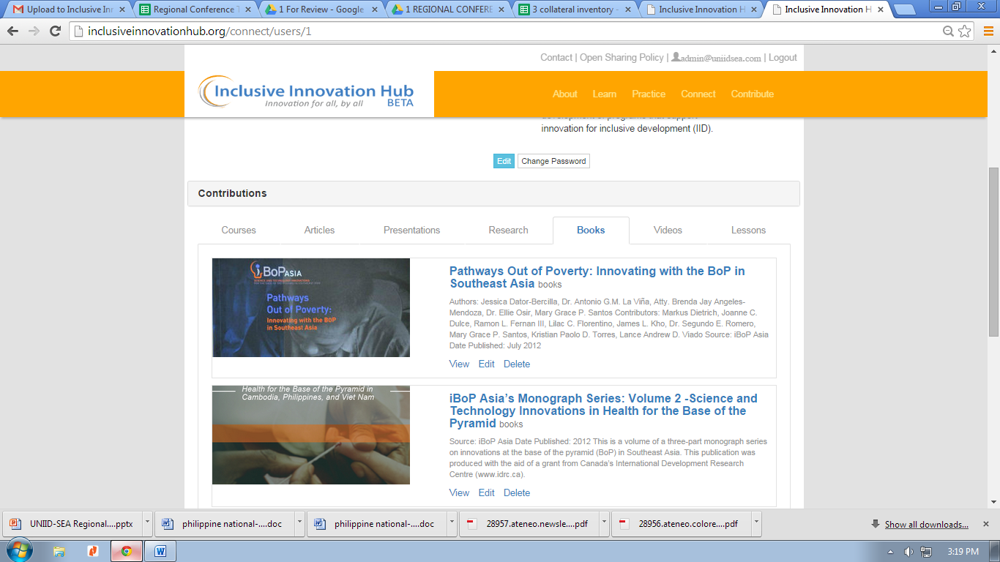 Upload to Inclusive Inn
Regional Conference T
1 For Review - Google
1 REGIONAL CONFERE
3 collateral inventory -
Inclusive Innovation H
Inclusive Innovation H
inclusiveinnovationhub.org/connect/users/1
Contact | Open Sharing Policy | admin@uniidsea.com | Logout
Inclusive Innovation Hub
Innovation for all, by all BETA
About Learn Practice Connect Contribute
development of programs that support
innovation for inclusive development (IID).
Edit Change Password
Contributions
Courses Articles Presentations Research Books Videos Lessons
iBoP ASIA
Pathways
Out of Poverty:
Innovating with the BOP
in Southeast Asia
Pathways Out of Poverty: Innovating with the BoP in
Southeast Asia books
Authors: Jessica Dator-Bercilla, Dr. Antonio G.M. La Viña, Atty. Brenda Jay Angeles-
Mendoza, Dr. Ellie Osir, Mary Grace P. Santos Contributors: Markus Dietrich, Joanne C.
Dulce, Ramon L. Fernan III, Lilac C. Florentino, James L. Kho, Dr. Segundo E. Romero,
Mary Grace P. Santos, Kristian Paolo D. Torres, Lance Andrew D. Viado Source: iBoP Asia
Date Published: July 2012
View Edit Delete
Health for the Base of the Pyramid in
Cambodia, Philippines, and Viet Nam
iBoP Asia’s Monograph Series: Volume 2 -Science and
Technology Innovations in Health for the Base of the
Pyramid books
Source: iBoP Asia Date Published: 2012 This is a volume of a three-part monograph series
on innovations at the base of the pyramid (BoP) in Southeast Asia. This publication was
produced with the aid of a grant from Canada’s International Development Research
Centre (www.idrc.ca).
View Edit Delete
UNIID-SEA Regional....pptx
philippine national-....doc
philippine national-....doc
28957.ateneo.newsle....pdf
28956.ateneo.colore....pdf
Show all downloads...
3:19 PM